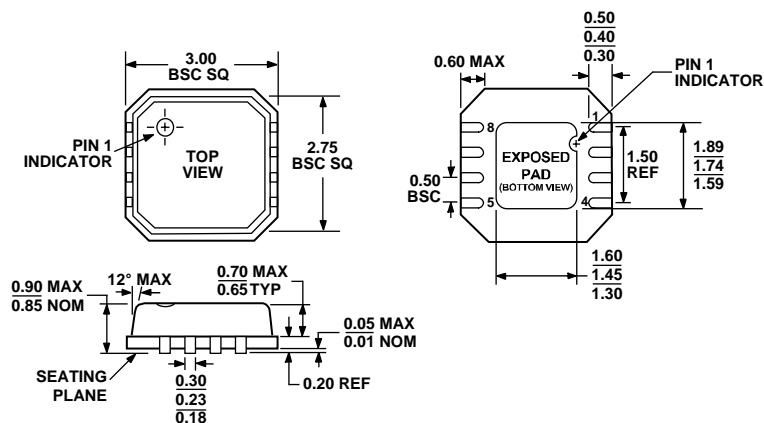 3.00
BSC SQ
PIN 1
INDICATOR
TOP
VIEW
2.75
BSC SQ
0.60 MAX
0.50
0.40
0.30
PIN 1
INDICATOR
8
1
EXPOSED
PAD
(BOTTOM VIEW)
0.50
BSC
5
4
1.50
REF
1.89
1.74
1.59
1.60
1.45
1.30
0.90 MAX
0.85 NOM
12° MAX
0.70 MAX
0.65 TYP
0.05 MAX
0.01 NOM
SEATING
PLANE
0.30
0.23
0.18
0.20 REF